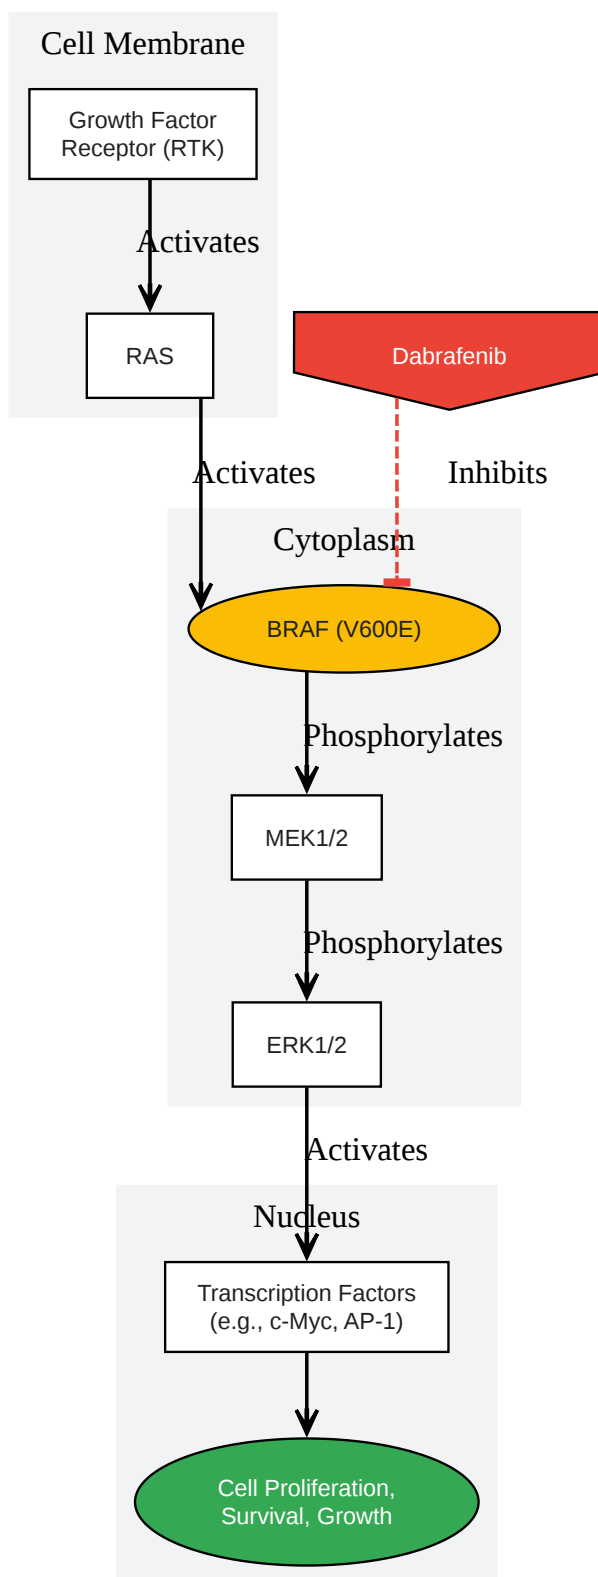 Cell Membrane
Growth Factor
Receptor (RTK)
Activates
RAS
Dabrafenib
Activates
Inhibits
Cytoplasm
BRAF (V600E)
Phosphorylates
MEK1/2
Phosphorylates
ERK1/2
Activates
Nucleus
Transcription Factors
(e.g., c-Myc, AP-1)
Cell Proliferation,
Survival, Growth